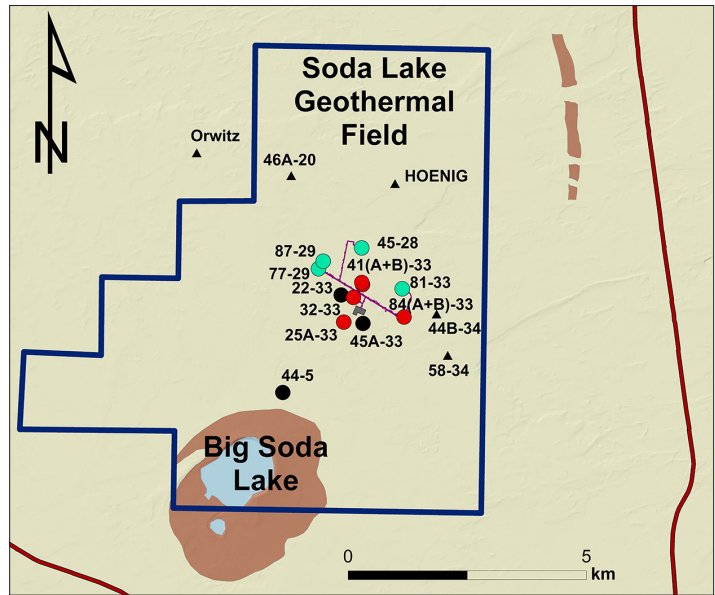 Soda Lake
Geothermal
Field
N
Orwitz
46A-20
HOENIG
87-29
45-28
77-29
41(A+B)-33
22-33
81-33
32-33
84(A+B)-33
44B-34
25A-33
45A-33
58-34
44-5
Big Soda
Lake
0
5
km